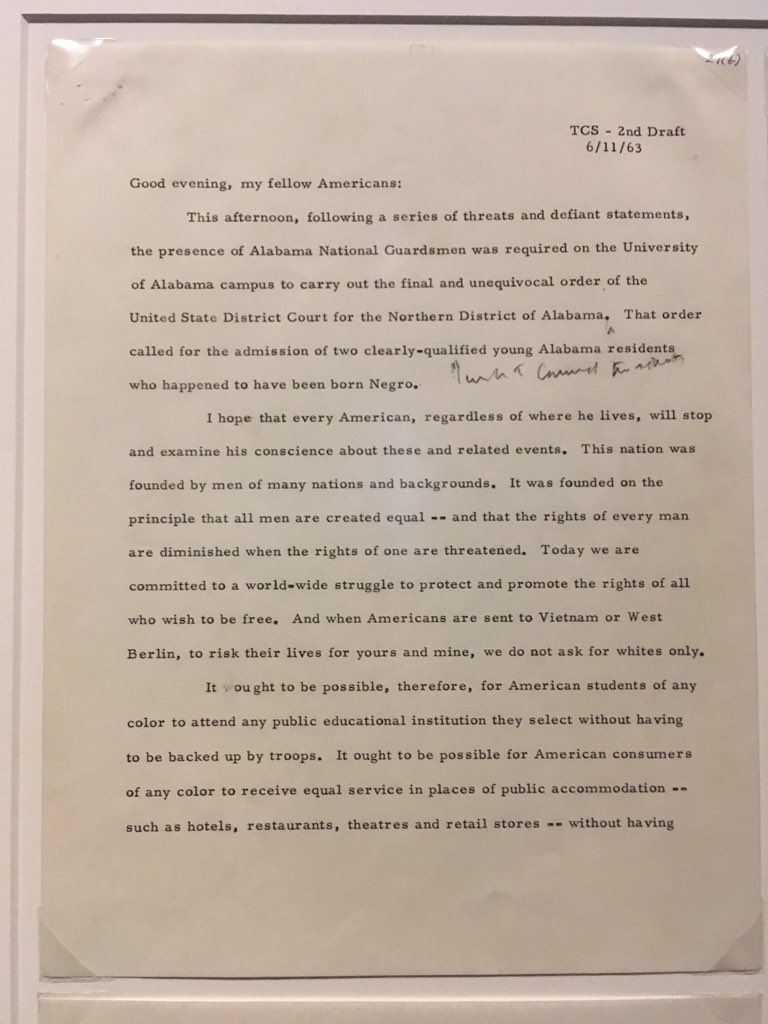 TCS - 2nd Draft
6/11/63
Good evening, my fellow Americans:
This afternoon, following a series of threats and defiant statements,
the presence of Alabama National Guardsmen was required on the University
of Alabama campus to carry out the final and unequivocal order of the
United State District Court for the Northern District of Alabama. That order
called for the admission of two clearly-qualified young Alabama residents
who happened to have been born Negro.
I hope that every American, regardless of where he lives, will stop
and examine his conscience about these and related events. This nation was
founded by men of many nations and backgrounds. It was founded on the
principle that all men are created equal -- and that the rights of every man
are diminished when the rights of one are threatened. Today we are
committed to a world-wide struggle to protect and promote the rights of all
who wish to be free. And when Americans are sent to Vietnam or West
Berlin, to risk their lives for yours and mine, we do not ask for whites only.
It ought to be possible, therefore, for American students of any
color to attend any public educational institution they select without having
to be backed up by troops. It ought to be possible for American consumers
of any color to receive equal service in places of public accommodation --
such as hotels, restaurants, theatres and retail stores -- without having